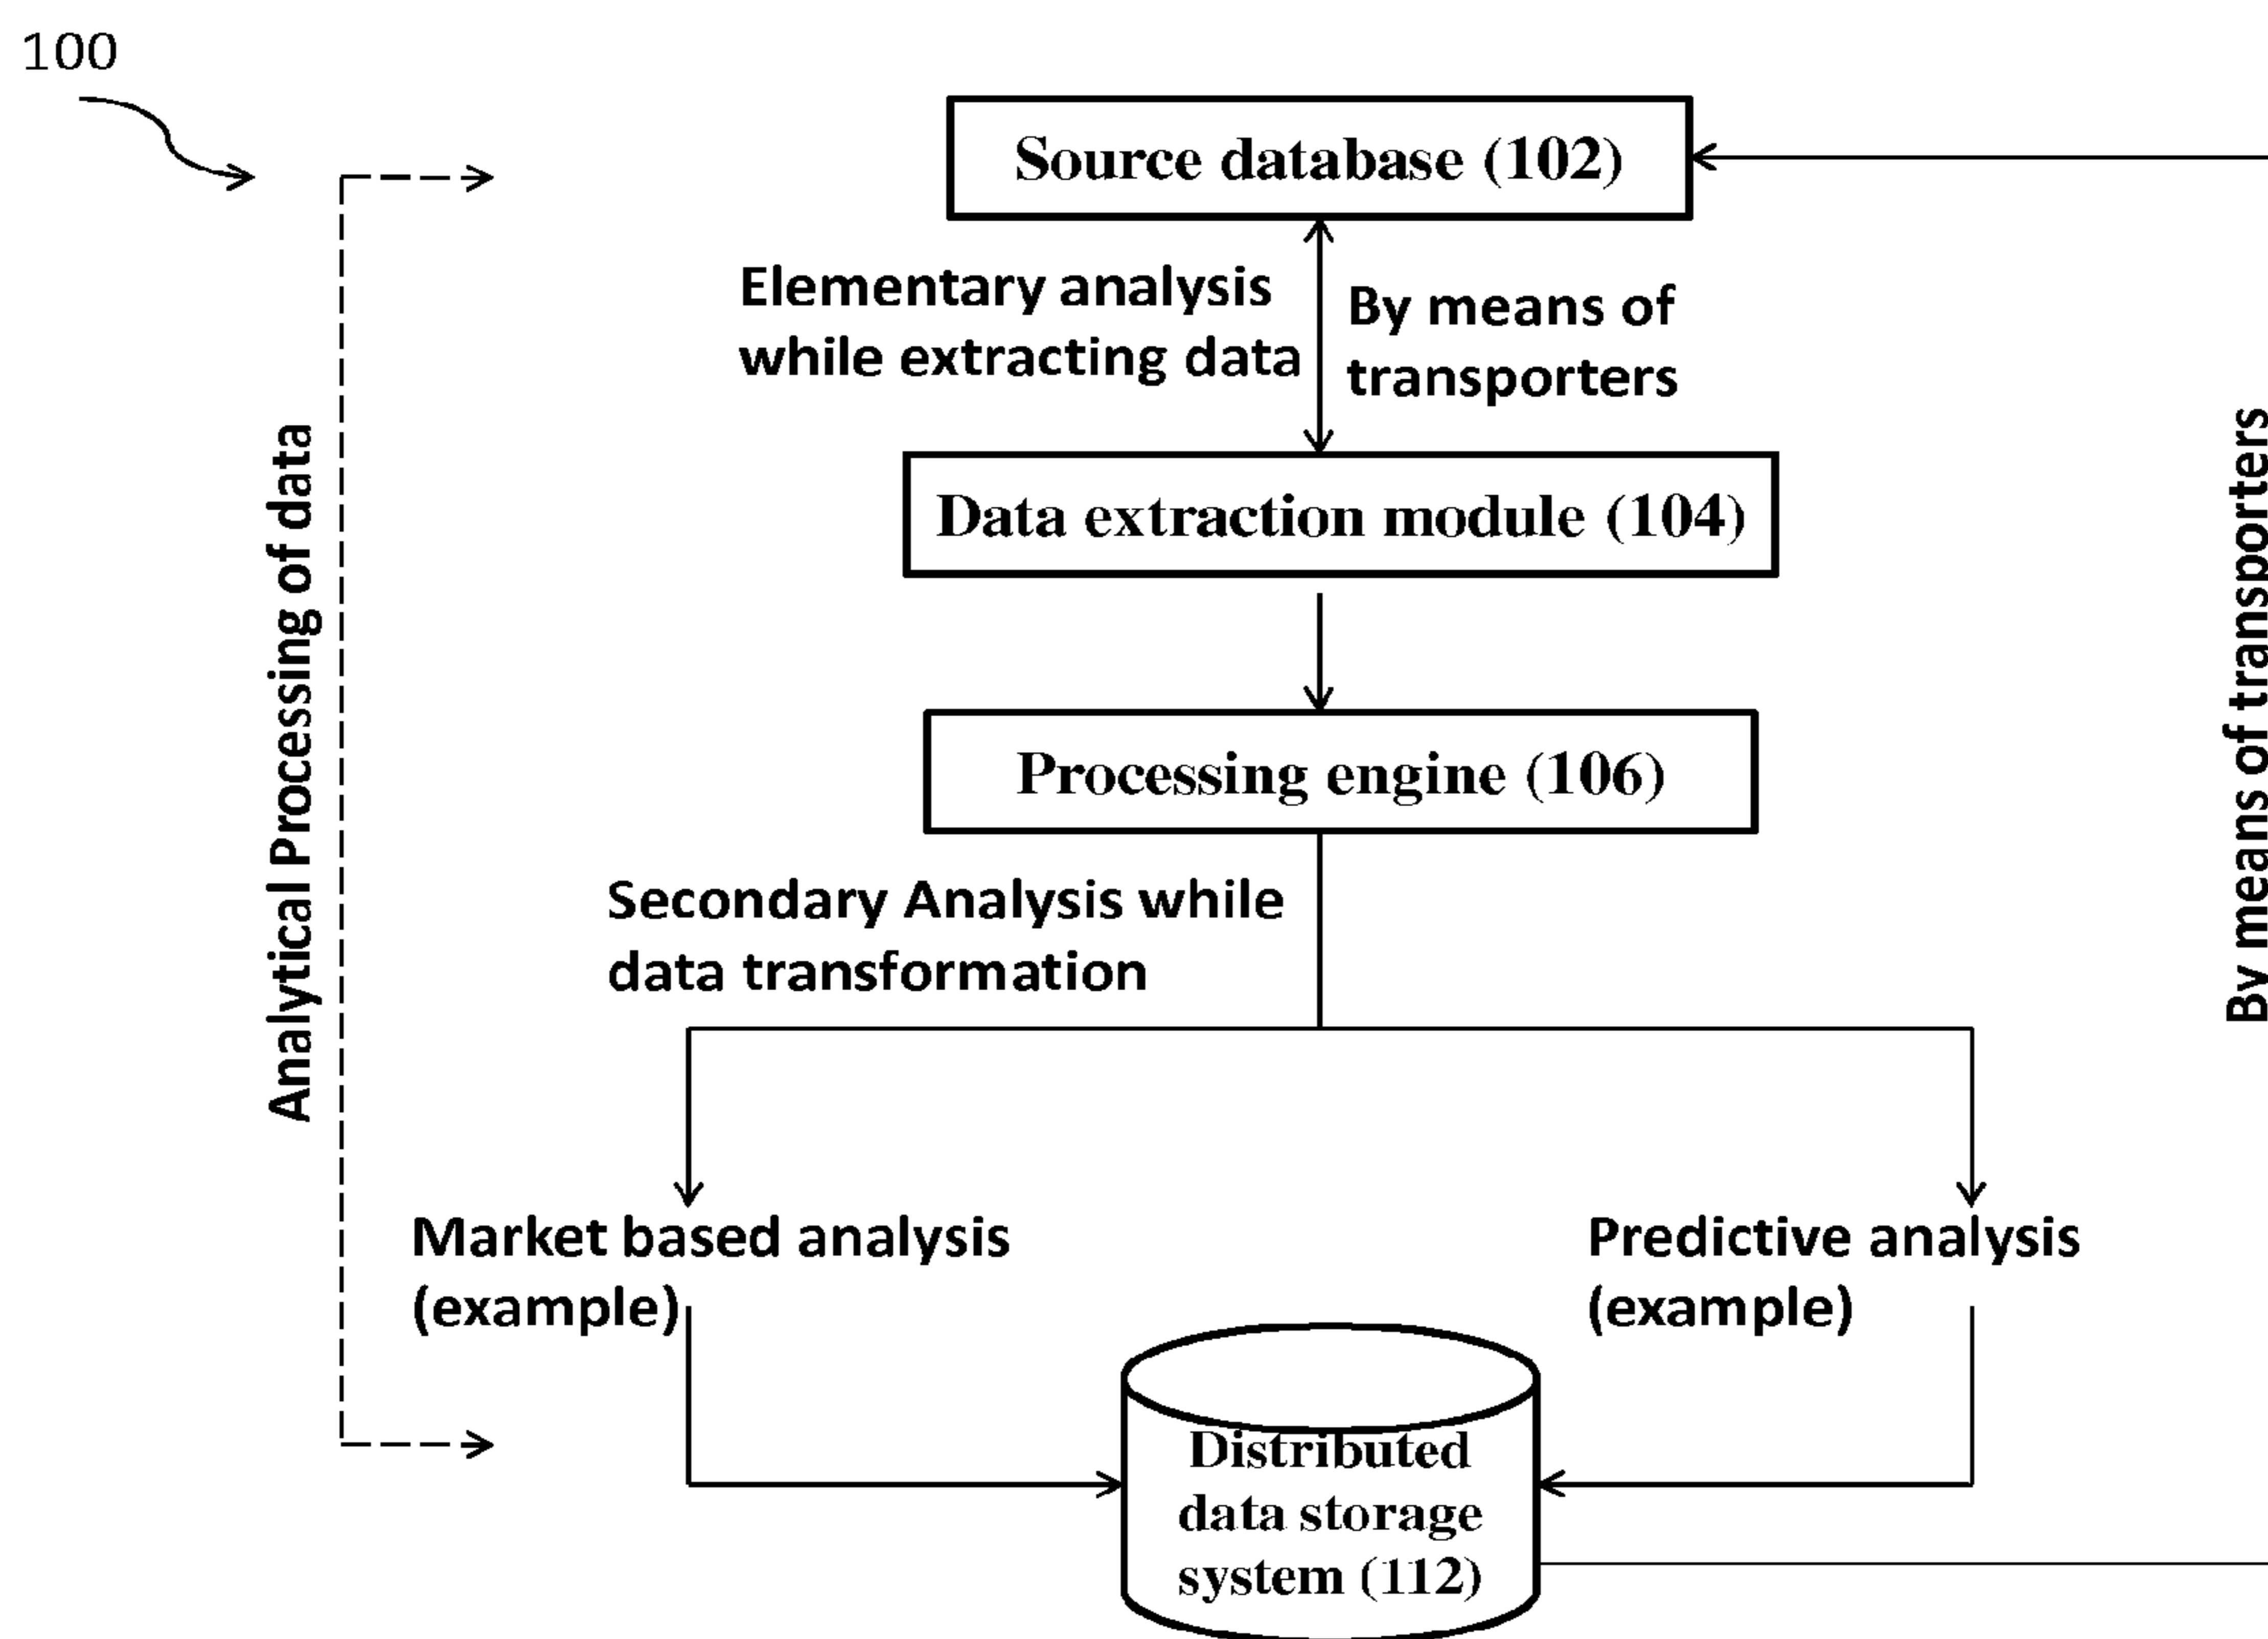 100
Source database (102)
Elementary analysis
while extracting data
By means of
transporters
Data extraction module (104)
Analytical Processing of data
By means of transporters
Processing engine (106)
Secondary Analysis while
data transformation
Market based analysis
(example)
Predictive analysis
(example)
Distributed
data storage
system (112)